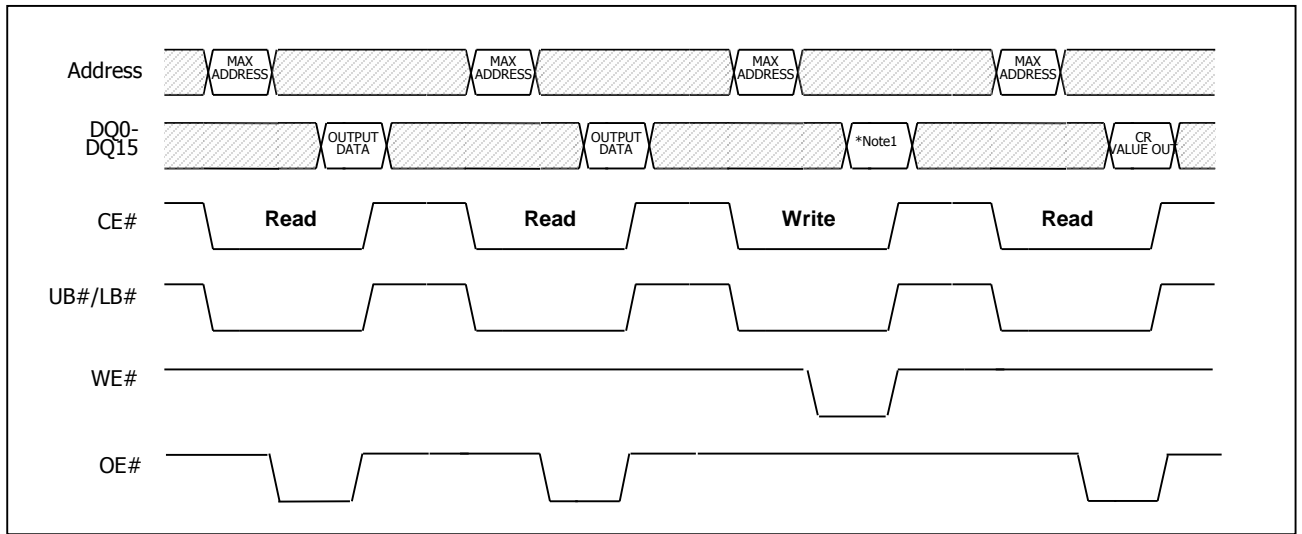 Address
MAX
ADDRESS
MAX
ADDRESS
MAX
ADDRESS
MAX
ADDRESS
DQ0-
DQ15
OUTPUT
DATA
OUTPUT
DATA
*Note1
CR
VALUE OUT
CE#
Read
Read
Write
Read
UB#/LB#
WE#
OE#